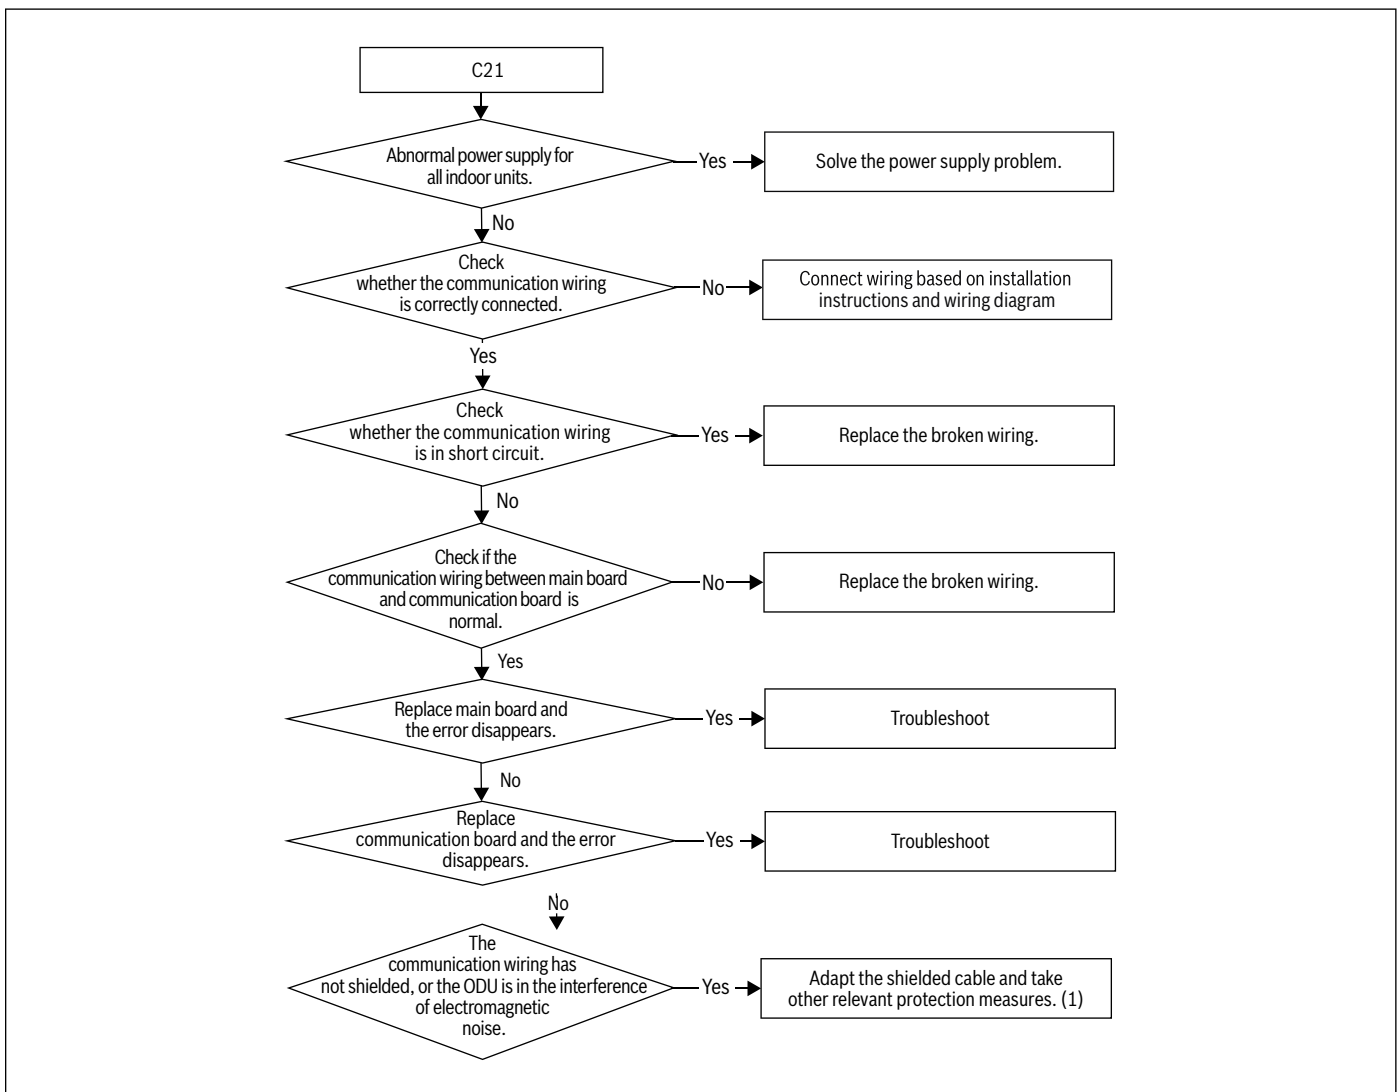 C21
Abnormal power supply for
all indoor units.
Yes
Solve the power supply problem.
No
Check
whether the communication wiring
is correctly connected.
No
Connect wiring based on installation
instructions and wiring diagram
Yes
Check
whether the communication wiring
is in short circuit.
Yes
Replace the broken wiring.
No
Check if the
communication wiring between main board
and communication board is
normal.
No
Replace the broken wiring.
Yes
Replace main board and
the error disappears.
Yes
Troubleshoot
No
Replace
communication board and the error
disappears.
Yes
Troubleshoot
No
The
communication wiring has
not shielded, or the ODU is in the interference
of electromagnetic
noise.
Yes
Adapt the shielded cable and take
other relevant protection measures. (1)